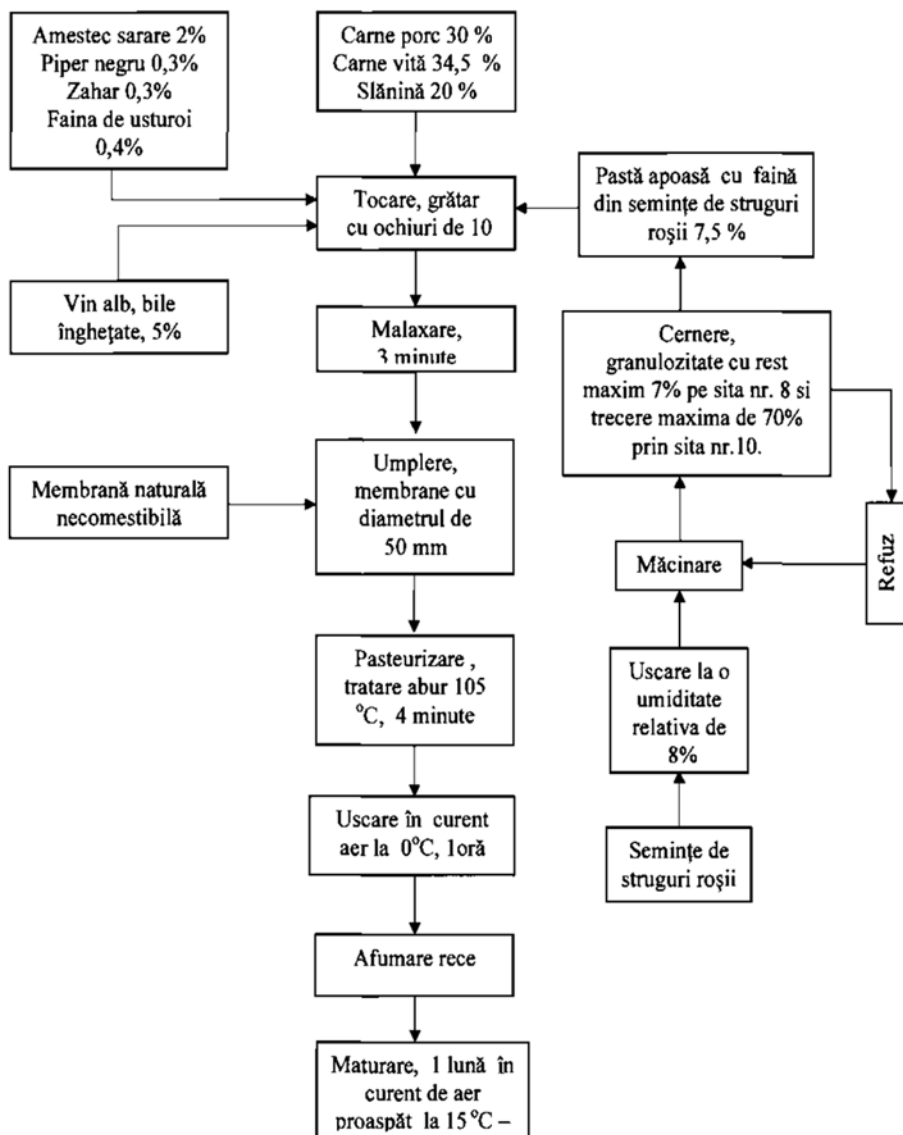 Amestec sarare 2%
Piper negru 0,3%
Zahar 0,3%
Faina de usturoi
0,4%
Carne porc 30 %
Carne vită 34,5 %
Slănină 20 %
Tocare, grătar
cu ochiuri de 10
Pastă apoasă cu faină
din seminţe de struguri
roşii 7,5 %
Vin alb, bile
îngheţate, 5%
Malaxare,
3 minute
Cernere,
granulozitate cu rest
maxim 7% pe sita nr. 8 si
trecere maxima de 70%
prin sita nr.10.
Membrană naturală
necomestibilă
Umplere,
membrane cu
diametrul de
50 mm
Măcinare
Refuz
Pasteurizare ,
tratare abur 105
°C, 4 minute
Uscare la o
umiditate
relativa de
8%
Uscare în curent
aer la 0°C, 1oră
Seminţe de
struguri roşii
Afumare rece
Maturare, 1 lună în
curent de aer
proaspăt la 15°C –